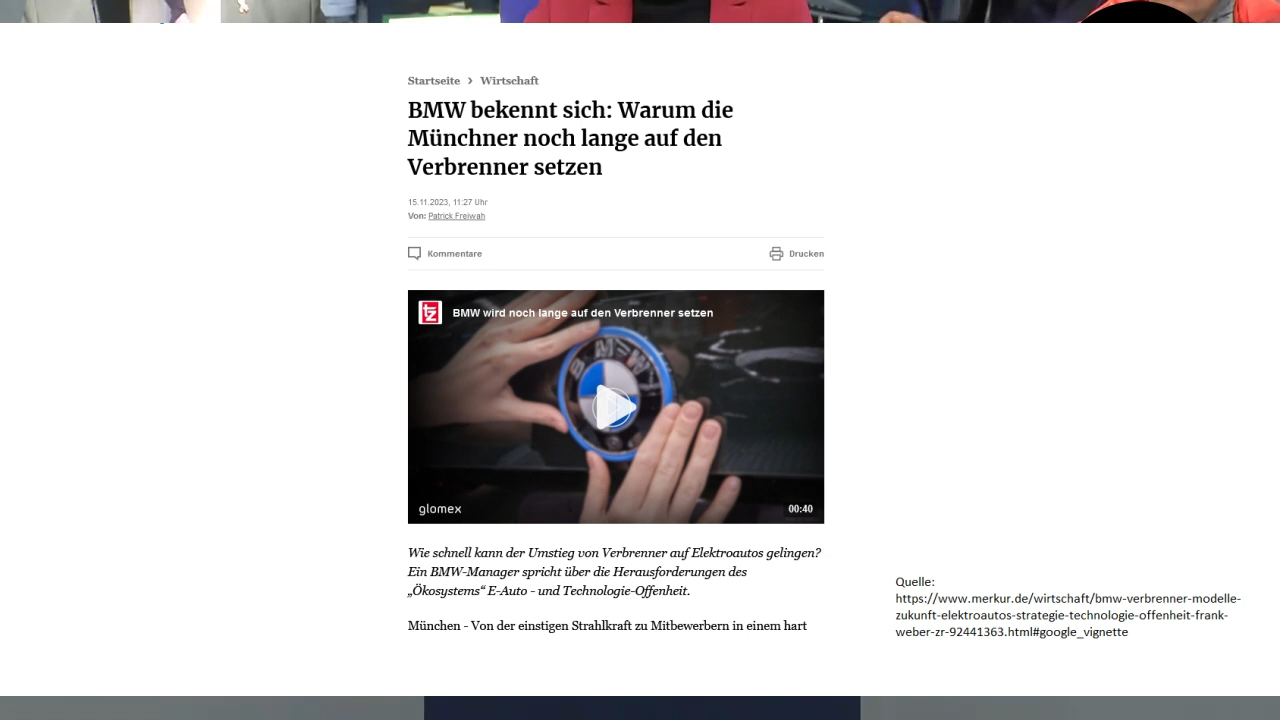 Startseite › Wirtschaft
BMW bekennt sich: Warum die
Münchner noch lange auf den
Verbrenner setzen
15.11.2023, 11:27 Uhr
Von: Patrick Freiwah
Kommentare
Drucken
tz
BMW wird noch lange auf den Verbrenner setzen
BMW
glomex
00:40
Wie schnell kann der Umstieg von Verbrenner auf Elektroautos gelingen?
Ein BMW-Manager spricht über die Herausforderungen des
„Ökosystems“ E-Auto - und Technologie-Offenheit.
München - Von der einstigen Strahlkraft zu Mitbewerbern in einem hart
Quelle:
https://www.merkur.de/wirtschaft/bmw-verbrenner-modelle-
zukunft-elektroautos-strategie-technologie-offenheit-frank-
weber-zr-92441363.html#google_vignette